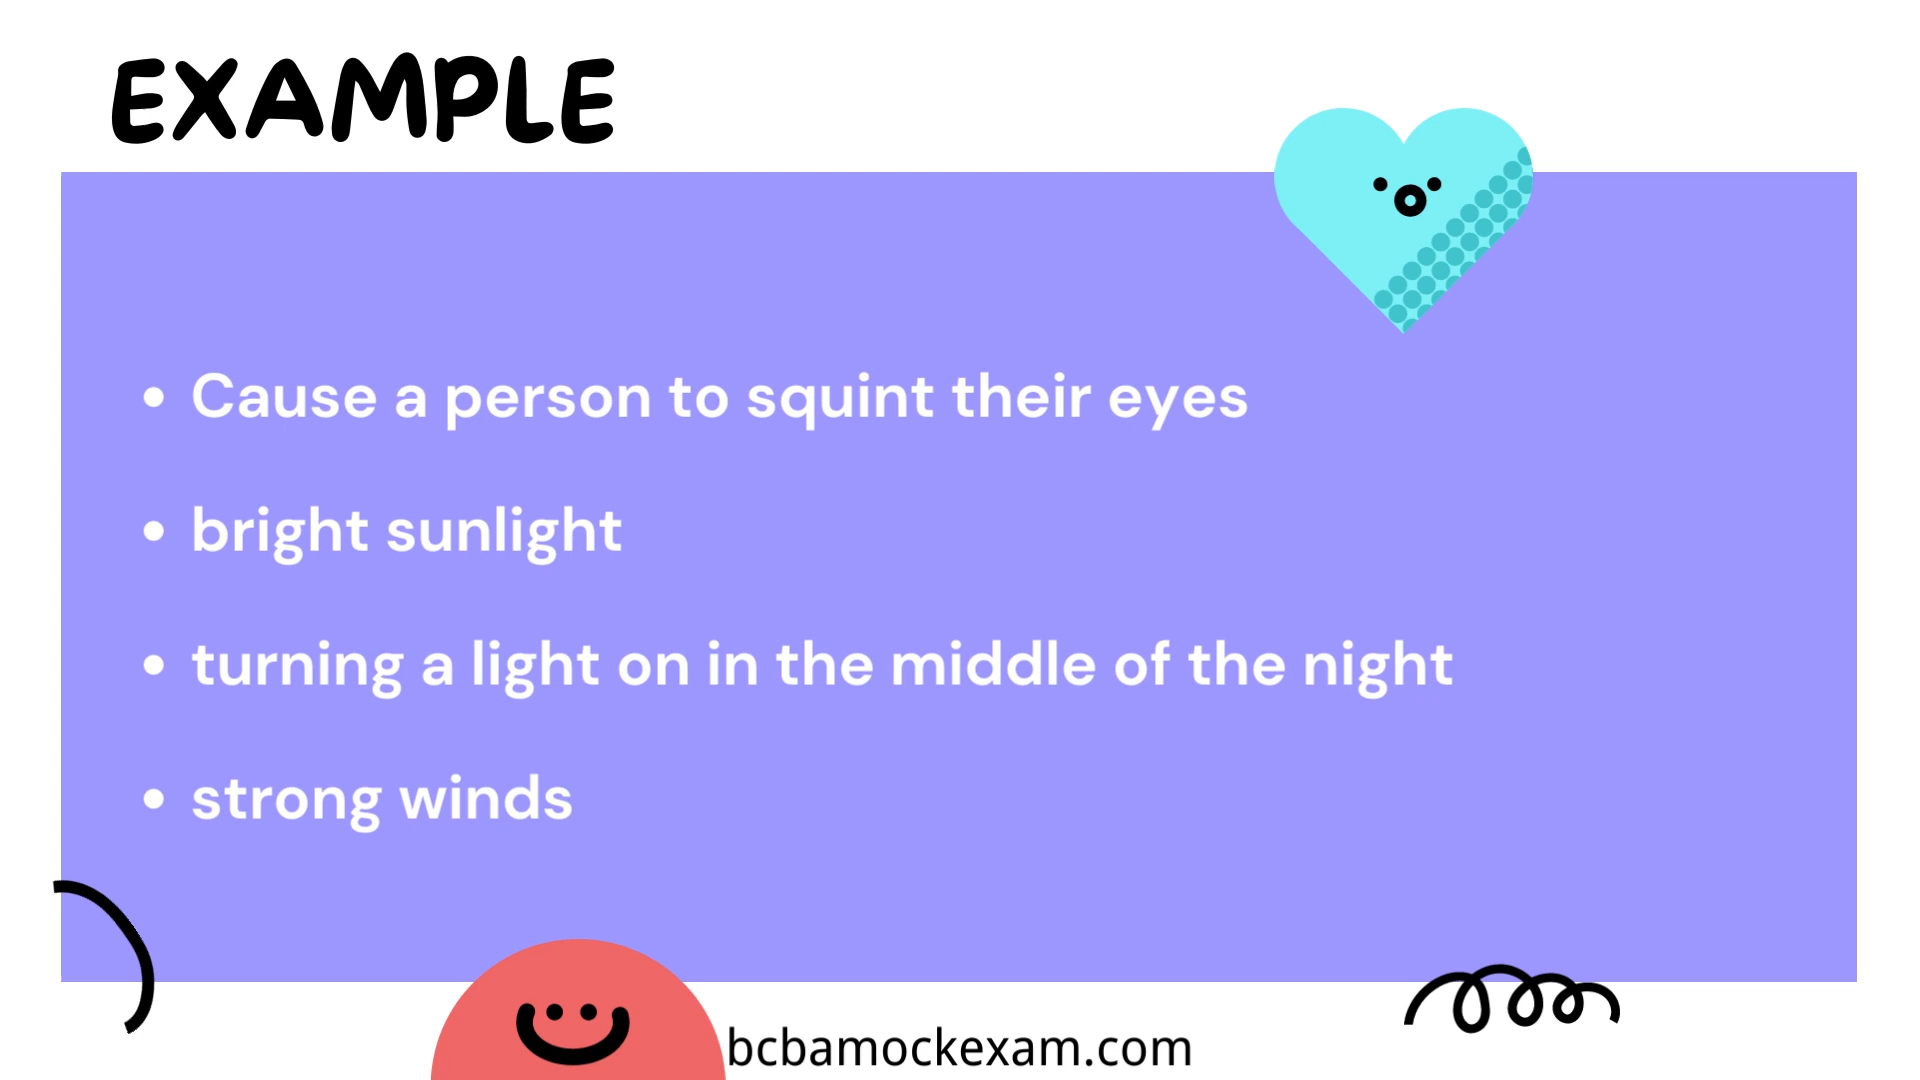 EXAMPLE
• Cause a person to squint their eyes
• bright sunlight
• turning a light on in the middle of the night
• strong winds
bcbamockexam.com